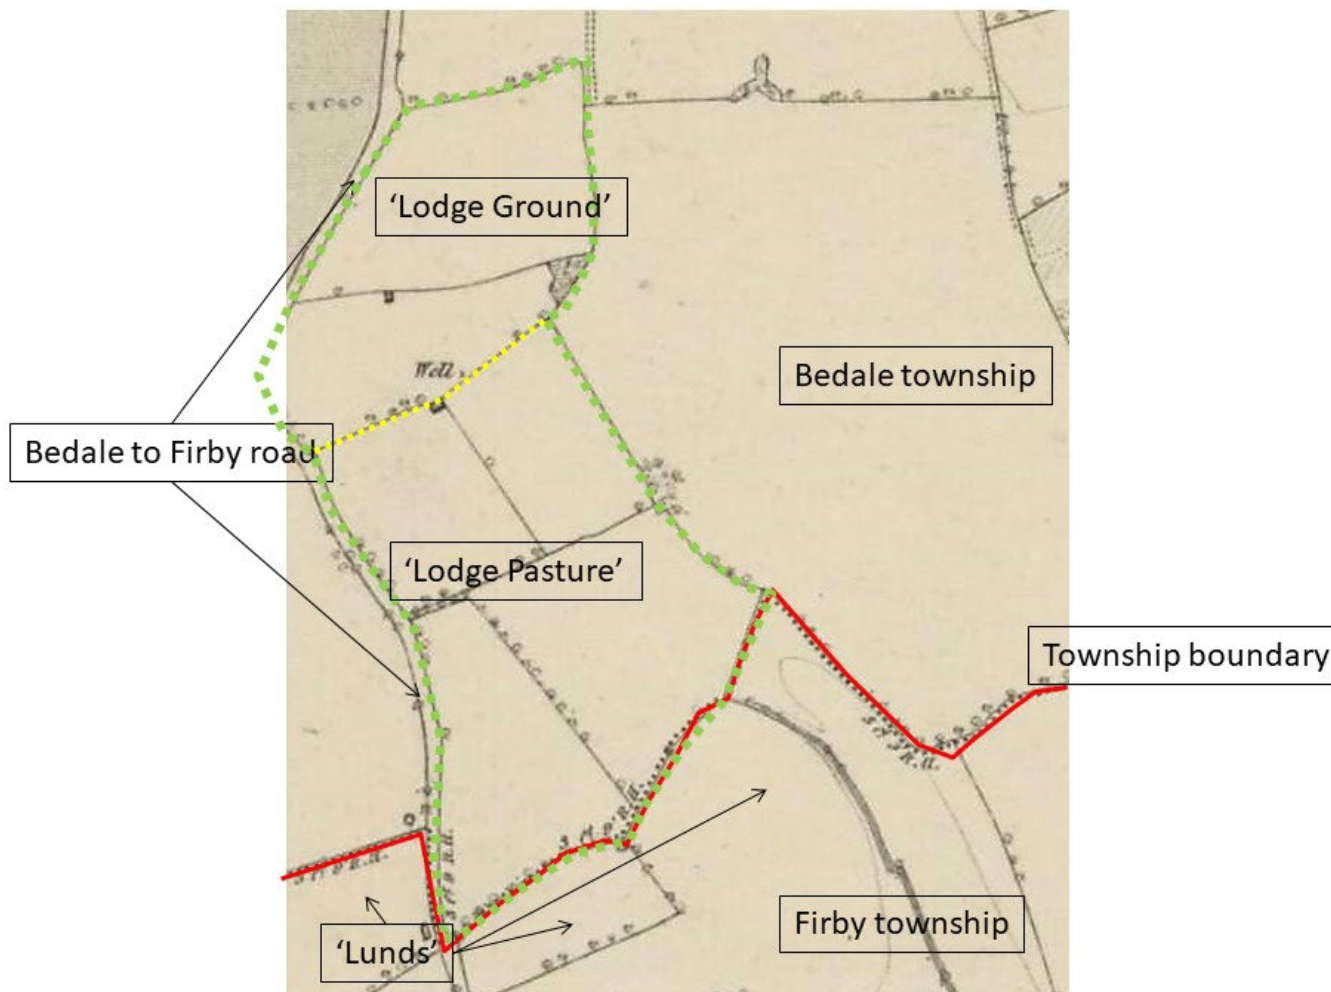 ‘Lodge Ground’
Well
Bedale township
Bedale to Firby road
‘Lodge Pasture’
Township boundary
‘Lunds’
Firby township